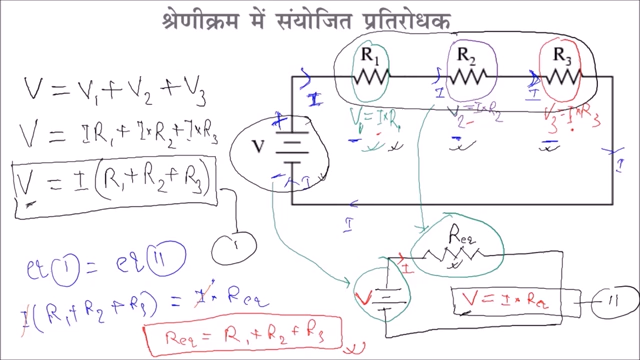 श्रेणीक्रम में संयोजित प्रतिरोधक
R1 R2 R3
I I I
V = V1 + V2 + V3
V1 = I*R1 V2 = I*R2 V3 = I*R3
V = IR1 + I*R2 + I*R3
+
V
-
V = I(R1 + R2 + R3)
I
I
I
Req
eq I = eq II
I
V
V = I*Req
II
I(R1 + R2 + R3) = I*Req
Req = R1 + R2 + R3